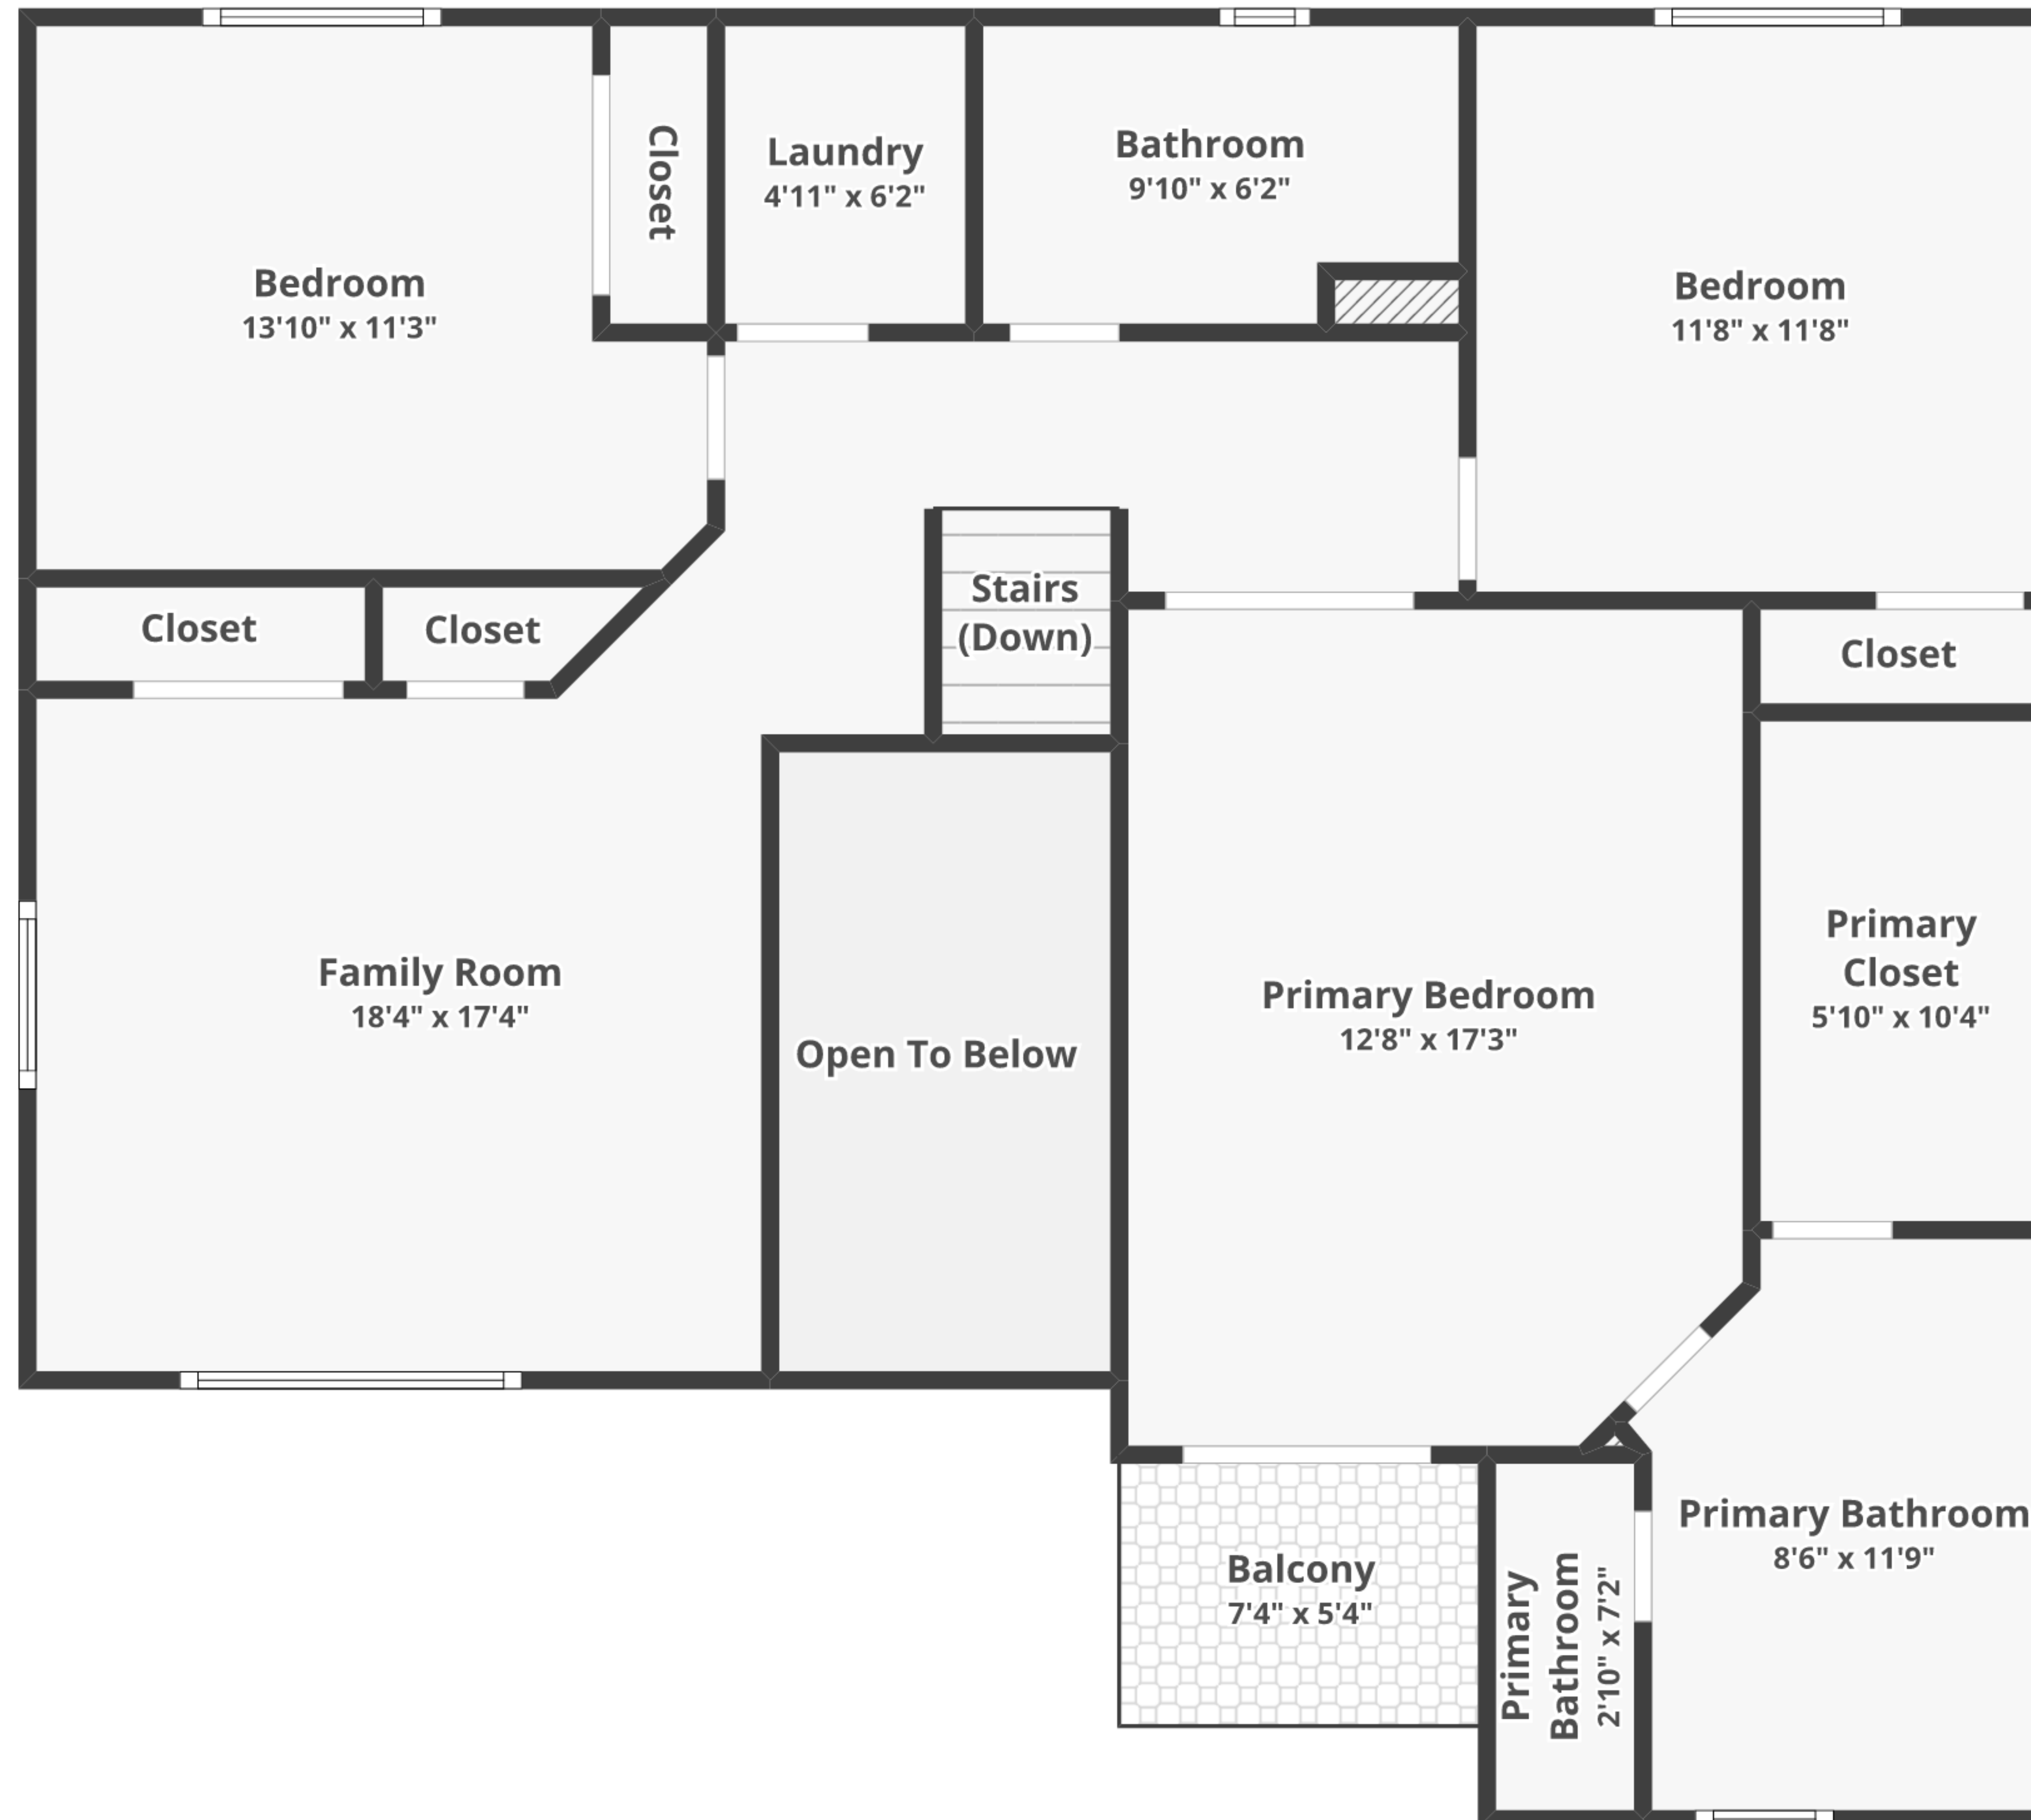 Closet
Laundry
4'11" x 6'2"
Bathroom
9'10" x 6'2"
Bedroom
13'10" x 11'3"
Bedroom
11'8" x 11'8"
Stairs
(Down)
Closet
Closet
Closet
Primary
Closet
5'10" x 10'4"
Family Room
18'4" x 17'4"
Primary Bedroom
12'8" x 17'3"
Open To Below
Primary Bathroom
8'6" x 11'9"
Balcony
7'4" x 5'4"
Primary
Bathroom
2'10" x 7'2"